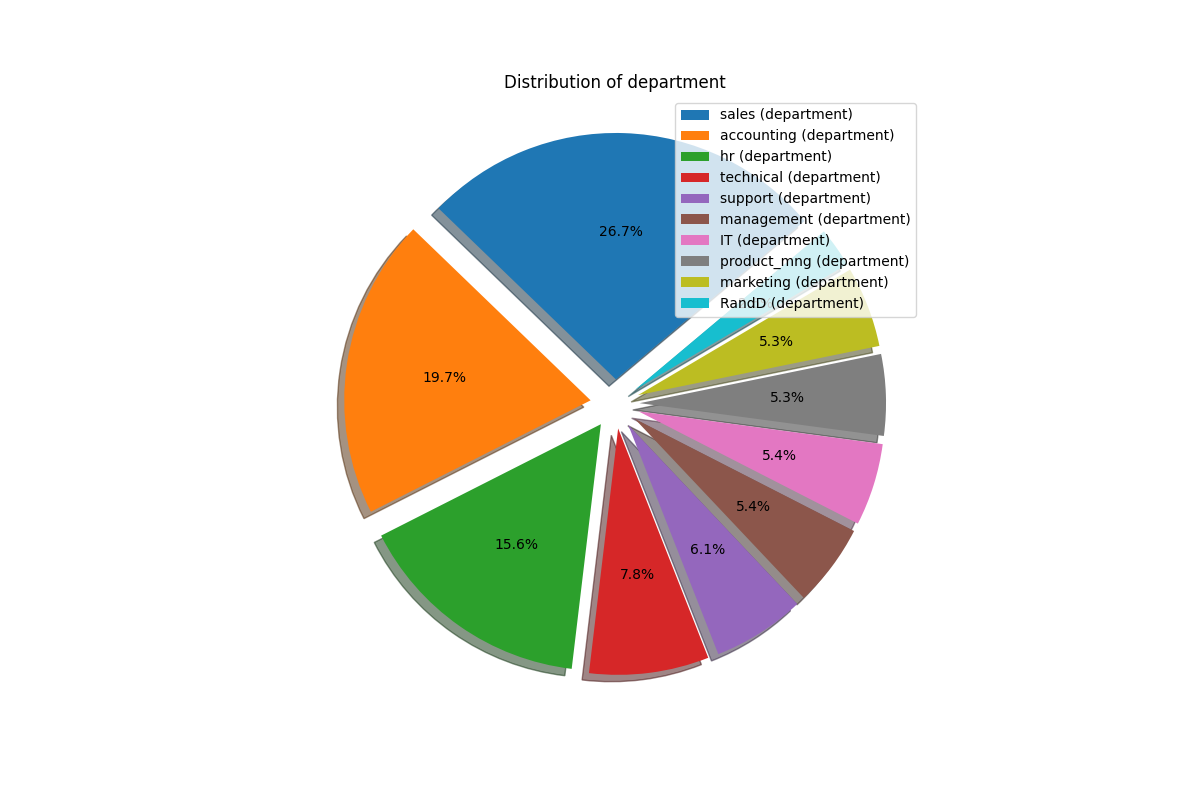 Distribution of department
sales (department)
accounting (department)
hr (department)
technical (department)
support (department)
management (department)
IT (department)
product_mng (department)
marketing (department)
RandD (department)
26.7%
19.7%
15.6%
7.8%
6.1%
5.4%
5.4%
5.3%
5.3%